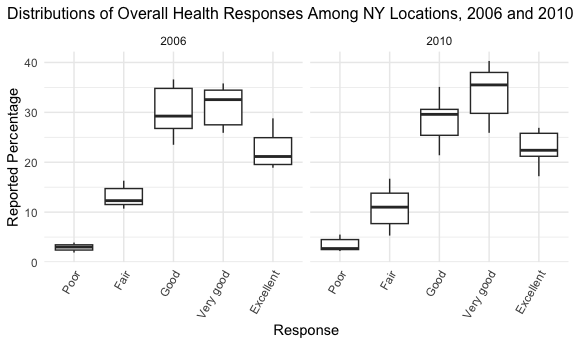 Distributions of Overall Health Responses Among NY Locations, 2006 and 2010
2006
2010
Reported Percentage
40
30
20
10
0
Poor
Fair
Good
Very good
Excellent
Poor
Fair
Good
Very good
Excellent
Response